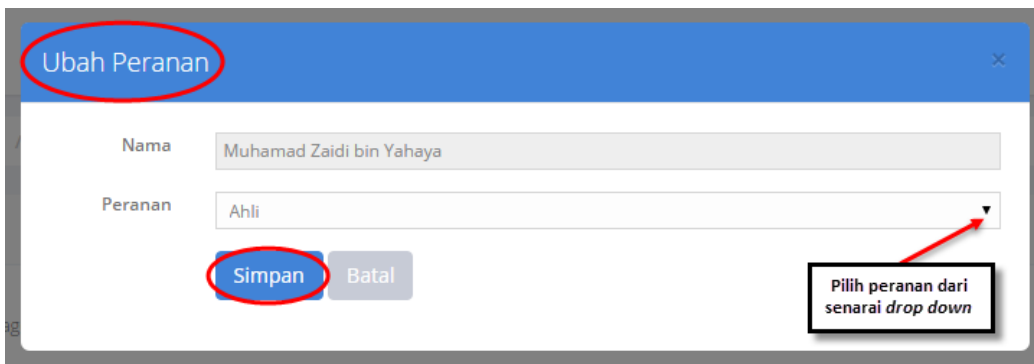 Ubah Peranan
×
Nama
Muhamad Zaidi bin Yahaya
Peranan
Ahli
Simpan
Batal
Pilih peranan dari
senarai drop down